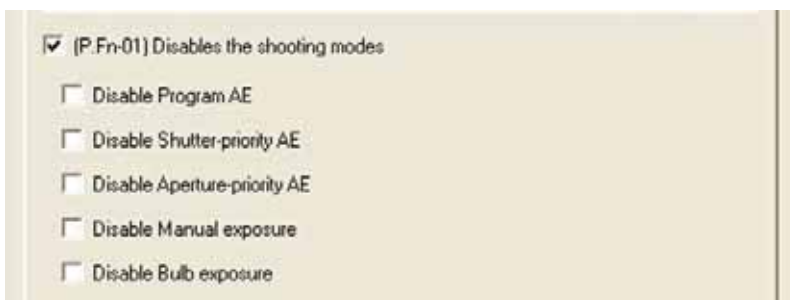 (P.Fn-01) Disables the shooting modes
Disable Program AE
Disable Shutter-priority AE
Disable Aperture-priority AE
Disable Manual exposure
Disable Bulb exposure